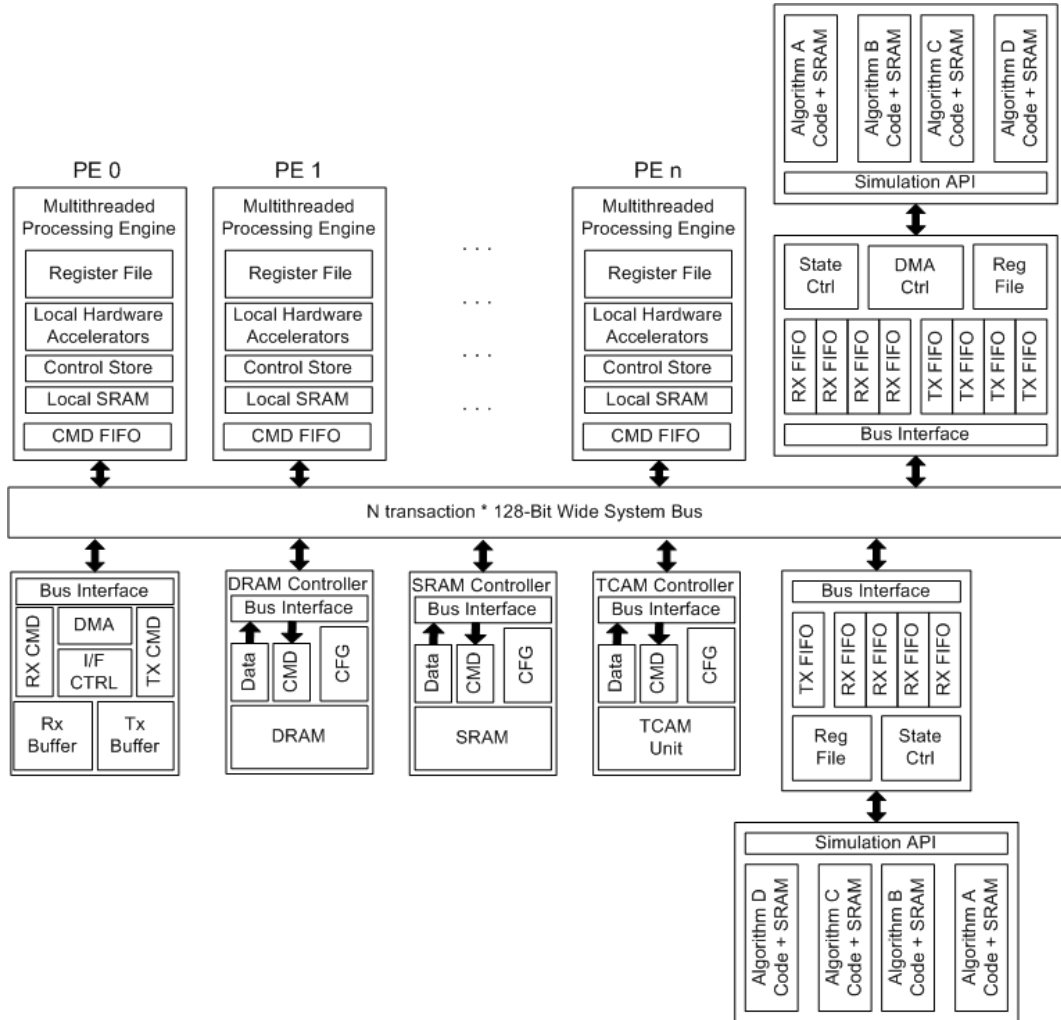 Algorithm A
Code + SRAM
Algorithm B
Code + SRAM
Algorithm C
Code + SRAM
Algorithm D
Code + SRAM
Simulation API
PE 0
Multithreaded
Processing Engine
Register File
Local Hardware
Accelerators
Control Store
Local SRAM
CMD FIFO
PE 1
Multithreaded
Processing Engine
Register File
Local Hardware
Accelerators
Control Store
Local SRAM
CMD FIFO
. . .
. . .
. . .
. . .
PE n
Multithreaded
Processing Engine
Register File
Local Hardware
Accelerators
Control Store
Local SRAM
CMD FIFO
State
Ctrl
DMA
Ctrl
Reg
File
RX FIFO
RX FIFO
RX FIFO
RX FIFO
TX FIFO
TX FIFO
TX FIFO
TX FIFO
Bus Interface
N transaction * 128-Bit Wide System Bus
Bus Interface
RX CMD
DMA
I/F
CTRL
TX CMD
Rx
Buffer
Tx
Buffer
DRAM Controller
Bus Interface
Data
CMD
CFG
DRAM
SRAM Controller
Bus Interface
Data
CMD
CFG
SRAM
TCAM Controller
Bus Interface
Data
CMD
CFG
TCAM
Unit
Bus Interface
TX FIFO
RX FIFO
RX FIFO
RX FIFO
RX FIFO
Reg
File
State
Ctrl
Simulation API
Algorithm D
Code + SRAM
Algorithm C
Code + SRAM
Algorithm B
Code + SRAM
Algorithm A
Code + SRAM